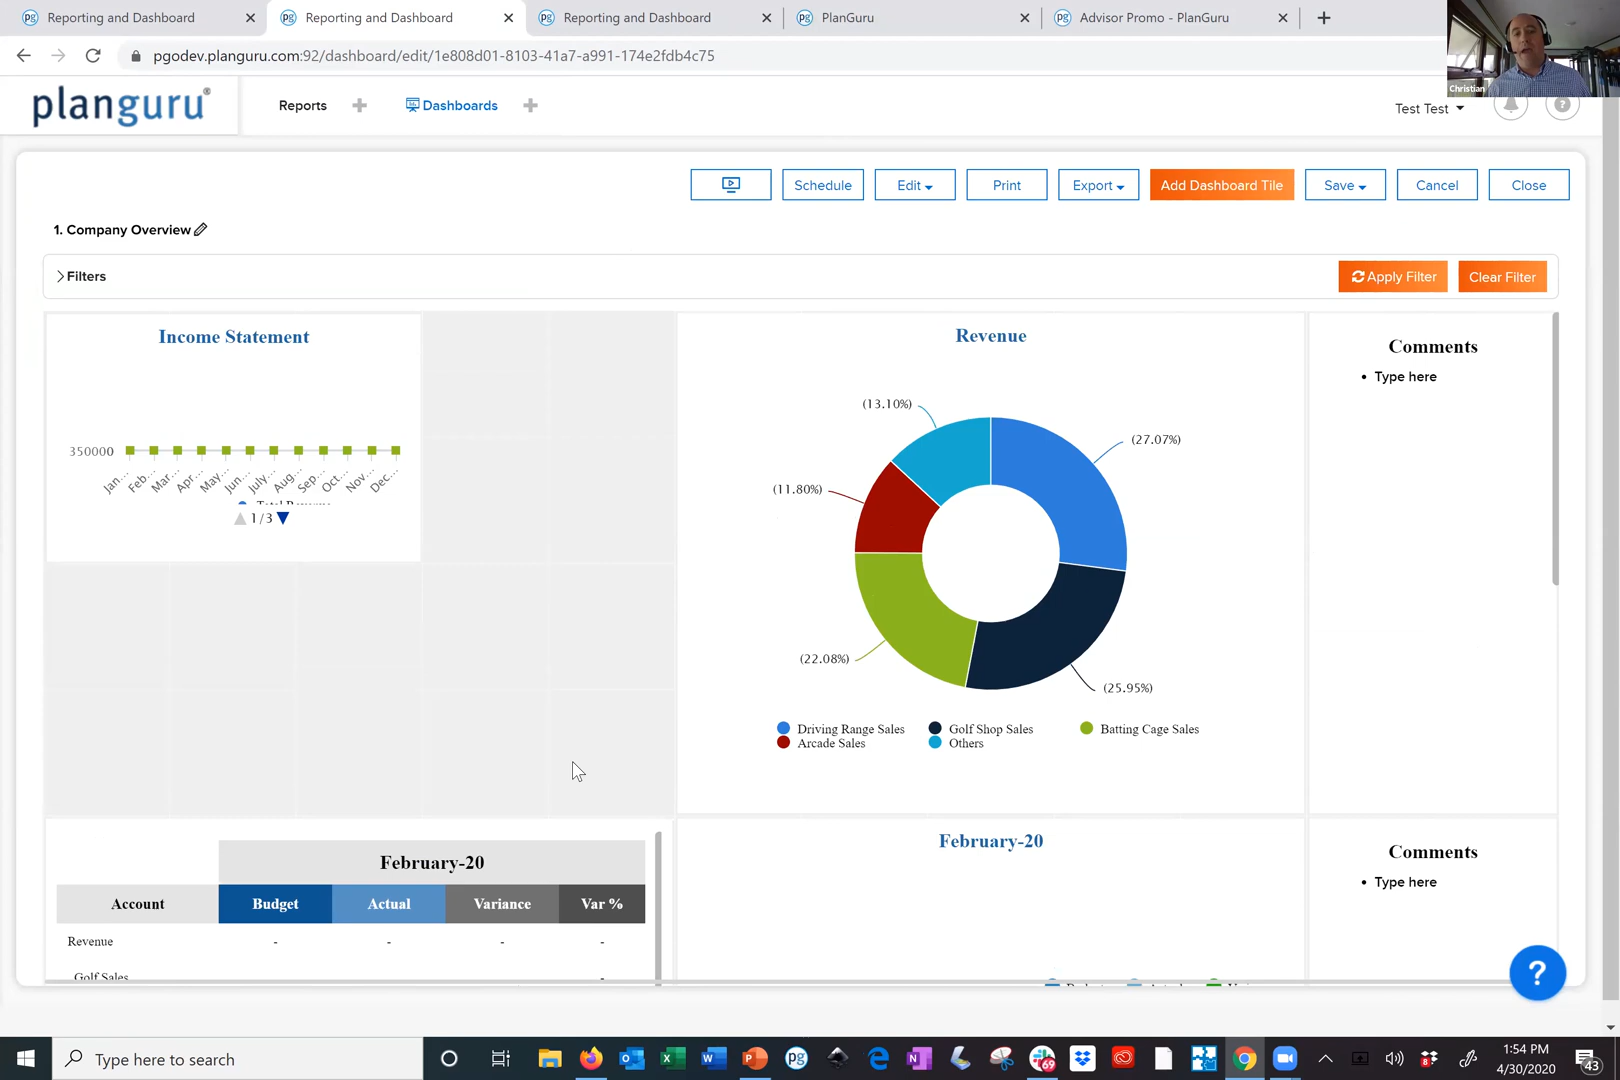 Reporting and Dashboard
Reporting and Dashboard
Reporting and Dashboard
PlanGuru
Advisor Promo - PlanGuru
pgodev.planguru.com:92/dashboard/edit/1e808d01-8103-41a7-a991-174e2fdb4c75
Christian
planguru®
Reports
Dashboards
Test Test
Schedule
Edit
Print
Export
Add Dashboard Tile
Save
Cancel
Close
1. Company Overview
Filters
Apply Filter
Clear Filter
Income Statement
350000
Jan... Feb... Mar... Apr... May... Jun... July... Aug... Sep... Oct... Nov... Dec...
Total Revenue
1/3
Revenue
(13.10%)
(27.07%)
(11.80%)
(22.08%)
(25.95%)
Driving Range Sales Golf Shop Sales Batting Cage Sales
Arcade Sales Others
Comments
• Type here
February-20
Account Budget Actual Variance Var %
Revenue - - - -
Golf Sales -
February-20
Comments
• Type here
?
Type here to search
69
8
1:54 PM
4/30/2020
43